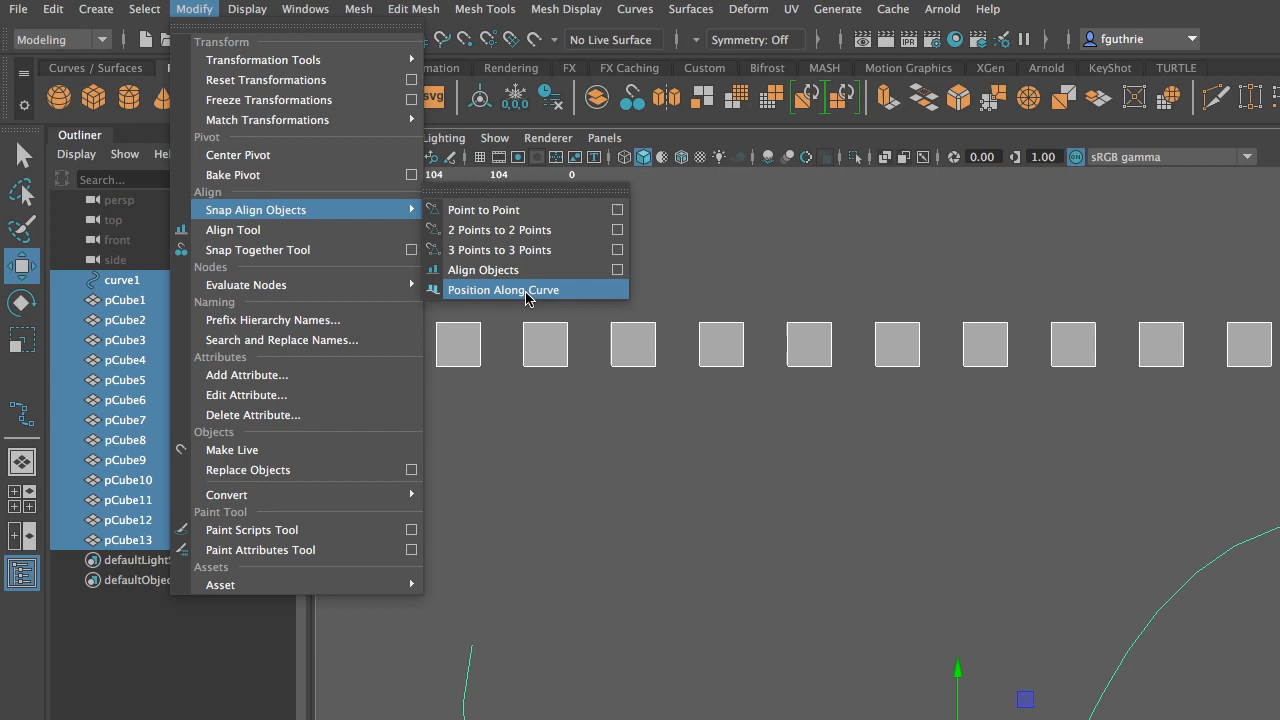 File Edit Create Select Modify Display Windows Mesh Edit Mesh Mesh Tools Mesh Display Curves Surfaces Deform UV Generate Cache Arnold Help
Modeling No Live Surface Symmetry: Off fguthrie
Curves / Surfaces Rendering FX FX Caching Custom Bifrost MASH Motion Graphics XGen Arnold KeyShot TURTLE
svg 0,0,0
Outliner
Display Show
Search...
persp
top
front
side
curve1
pCube1
pCube2
pCube3
pCube4
pCube5
pCube6
pCube7
pCube8
pCube9
pCube10
pCube11
pCube12
pCube13
Transform
Transformation Tools
Reset Transformations
Freeze Transformations
Match Transformations
Pivot
Center Pivot
Bake Pivot
Align
Snap Align Objects
Align Tool
Snap Together Tool
Nodes
Evaluate Nodes
Naming
Prefix Hierarchy Names...
Search and Replace Names...
Attributes
Add Attribute...
Edit Attribute...
Delete Attribute...
Objects
Make Live
Replace Objects
Convert
Paint Tool
Paint Scripts Tool
Paint Attributes Tool
Assets
Asset
Show Renderer Panels
0.00 1.00 sRGB gamma
104 104 0
Point to Point
2 Points to 2 Points
3 Points to 3 Points
Align Objects
Position Along Curve